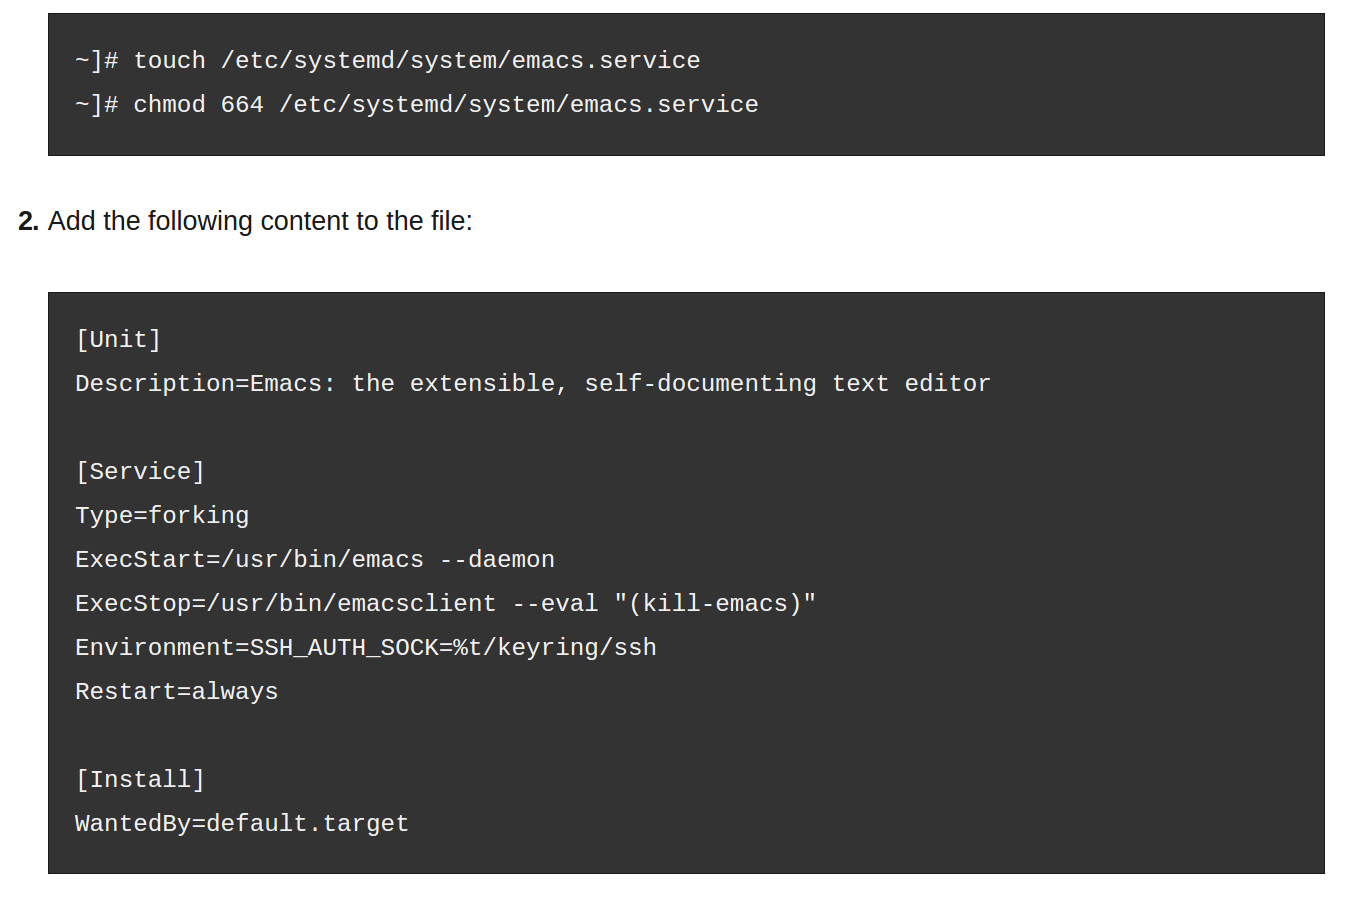 ~]# touch /etc/systemd/system/emacs.service
~]# chmod 664 /etc/systemd/system/emacs.service
2. Add the following content to the file:
[Unit]
Description=Emacs: the extensible, self-documenting text editor
[Service]
Type=forking
ExecStart=/usr/bin/emacs --daemon
ExecStop=/usr/bin/emacsclient --eval "(kill-emacs)"
Environment=SSH_AUTH_SOCK=%t/keyring/ssh
Restart=always
[Install]
WantedBy=default.target